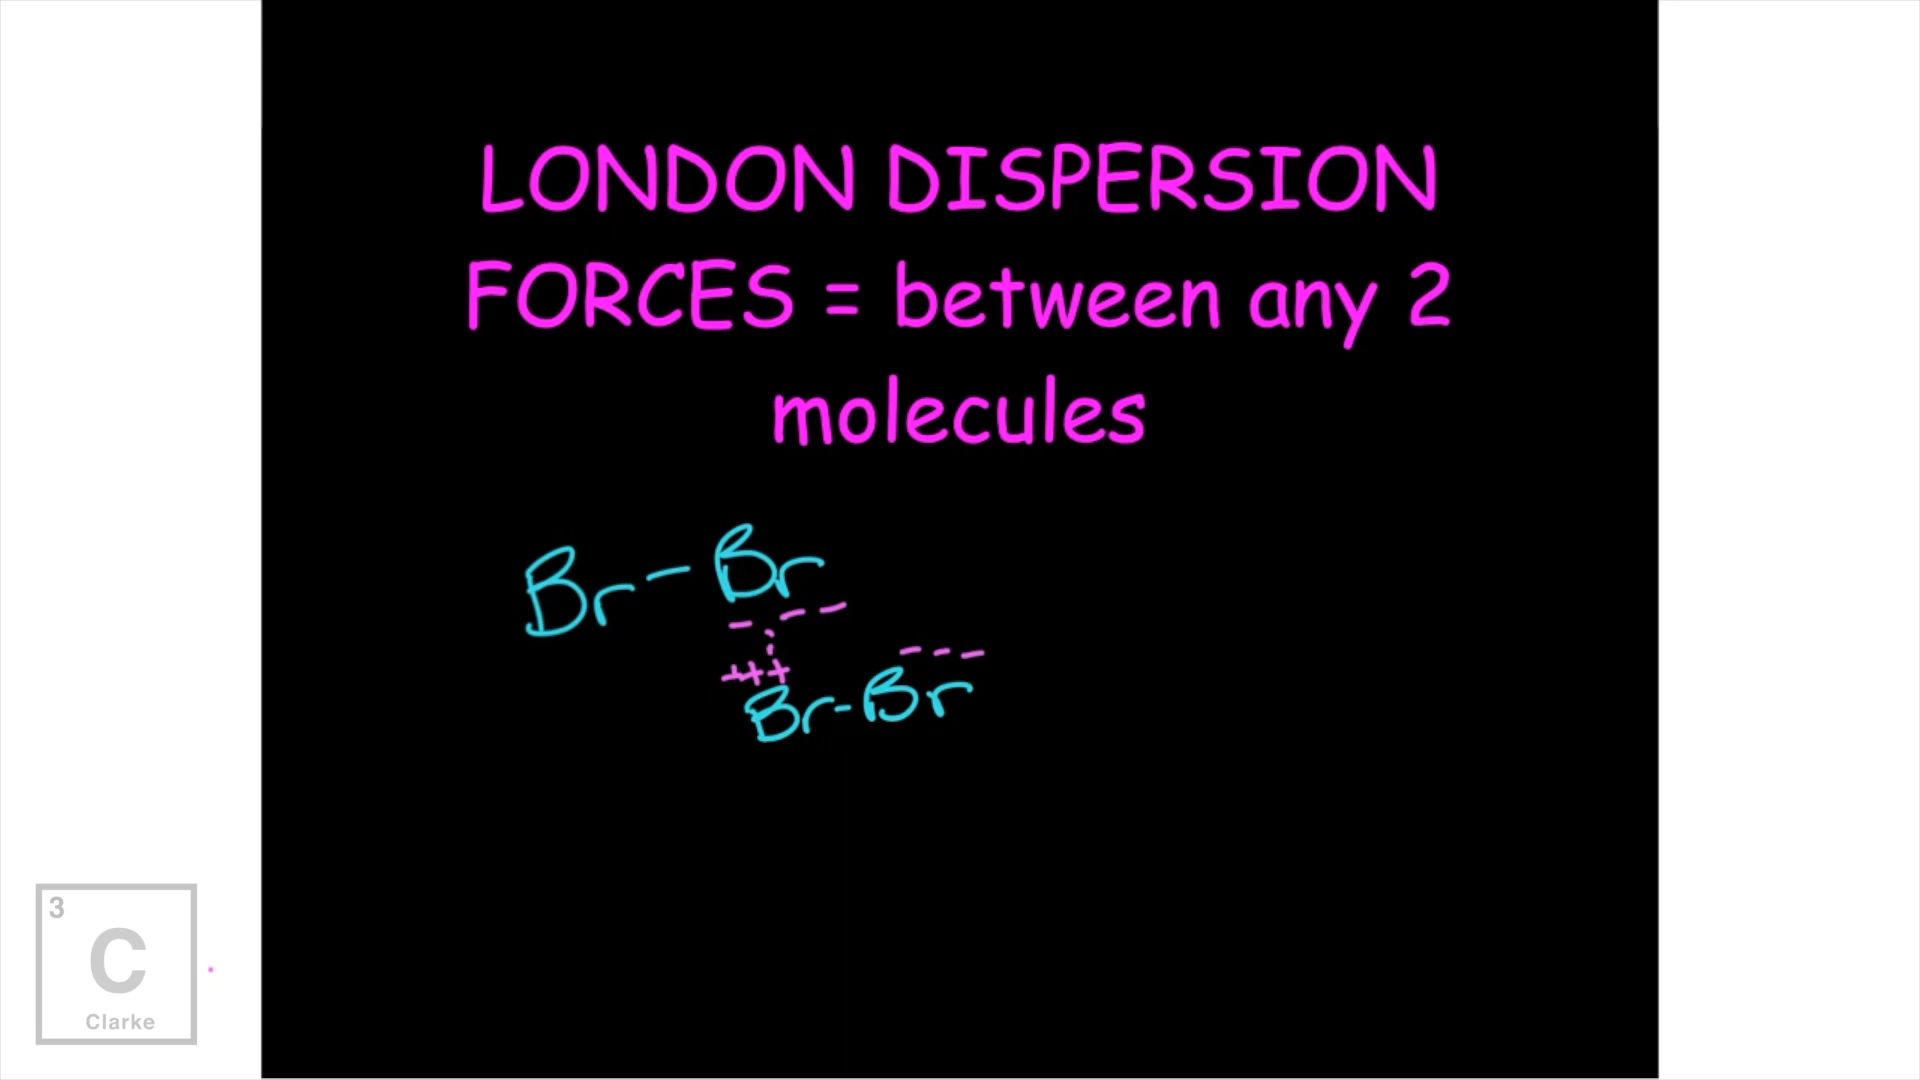 LONDON DISPERSION
FORCES = between any 2
molecules
Br-Br
- - -
+++
- - -
Br-Br
3
C
Clarke